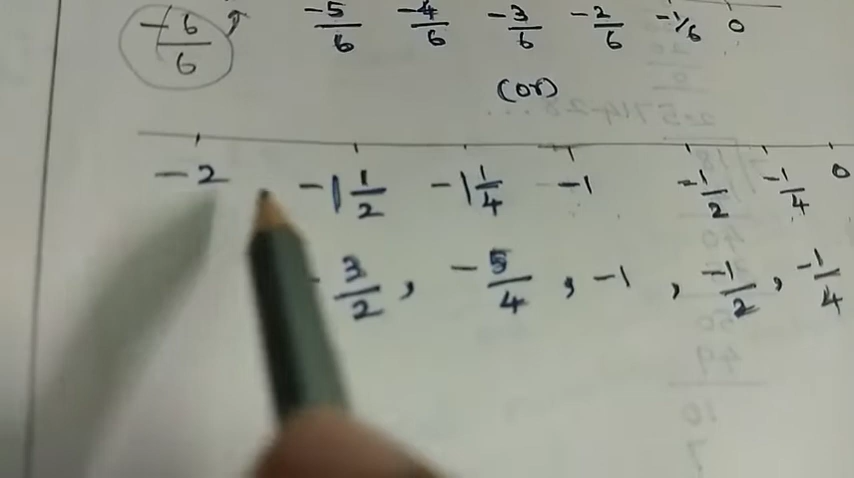 -6/6 -5/6 -4/6 -3/6 -2/6 -1/6 0
(or)
-2 -1 1/2 -1 1/4 -1 -1/2 -1/4 0
-3/2, -5/4, -1, -1/2, -1/4